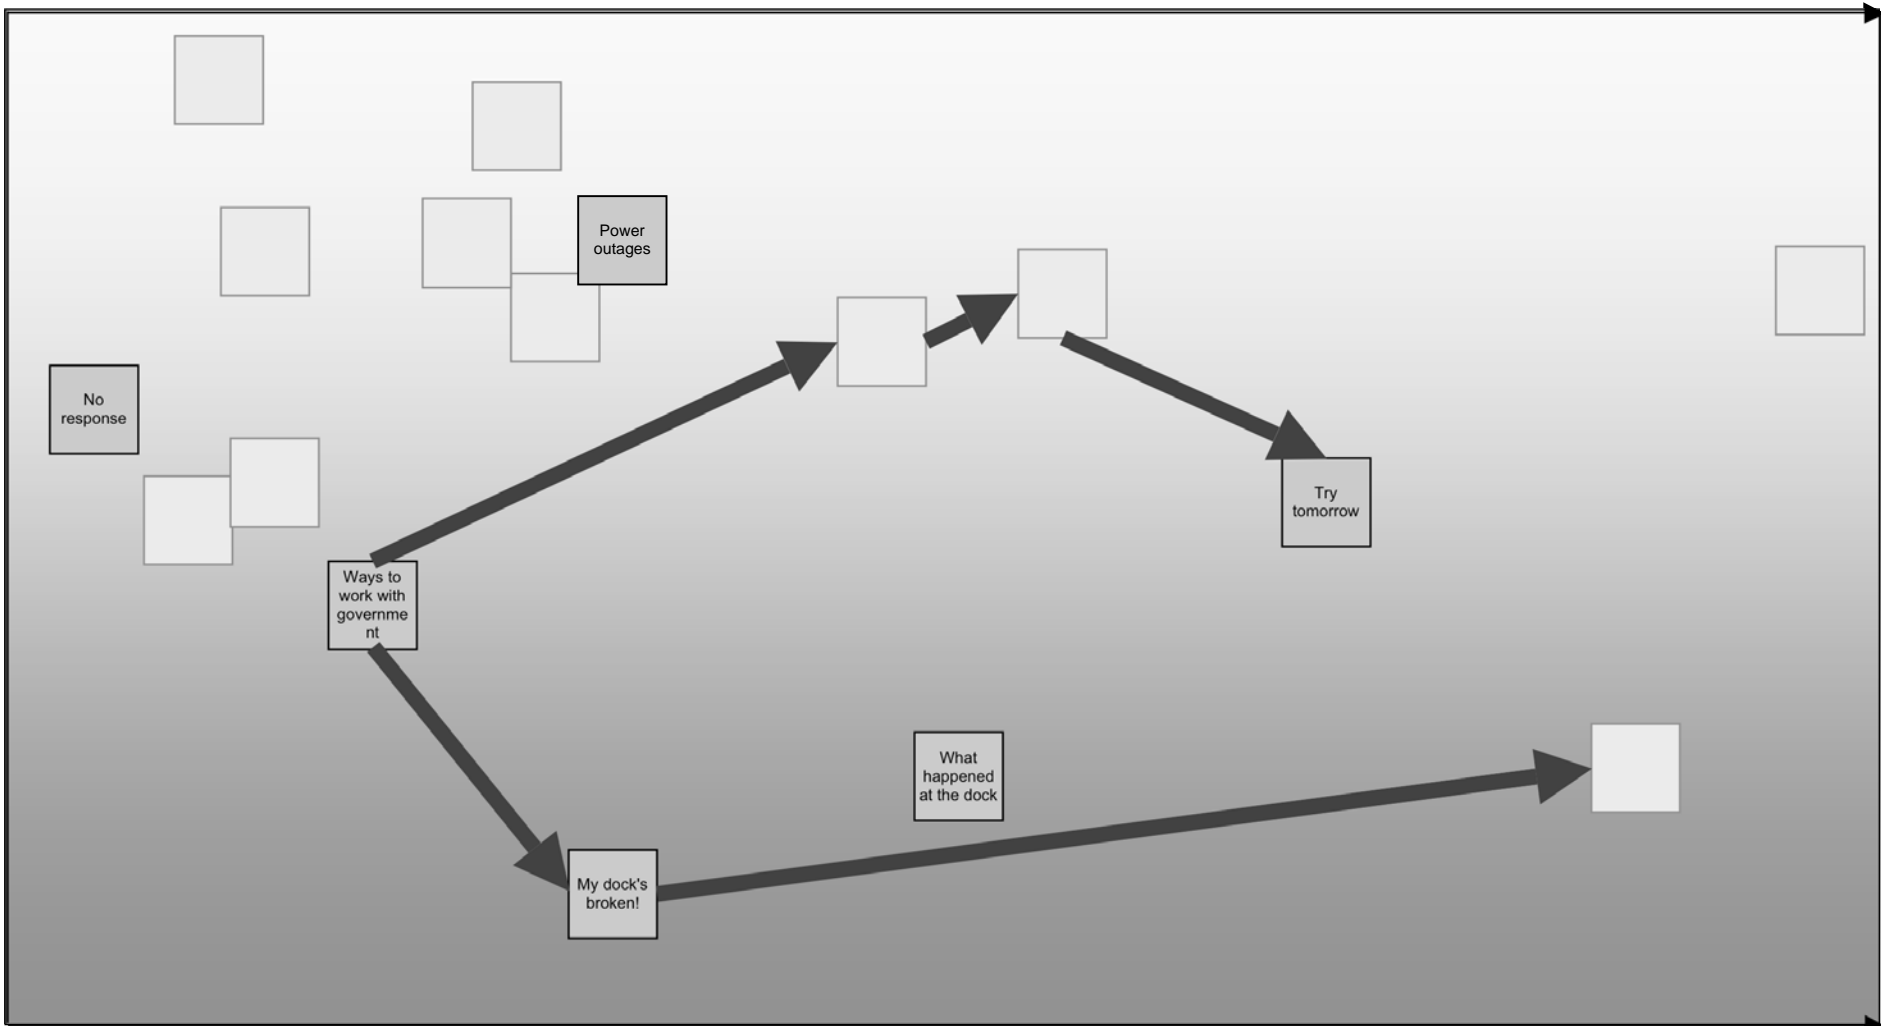 Power
outages
No
response
Try
tomorrow
Ways to
work with
governme
nt
What
happened
at the dock
My dock's
broken!